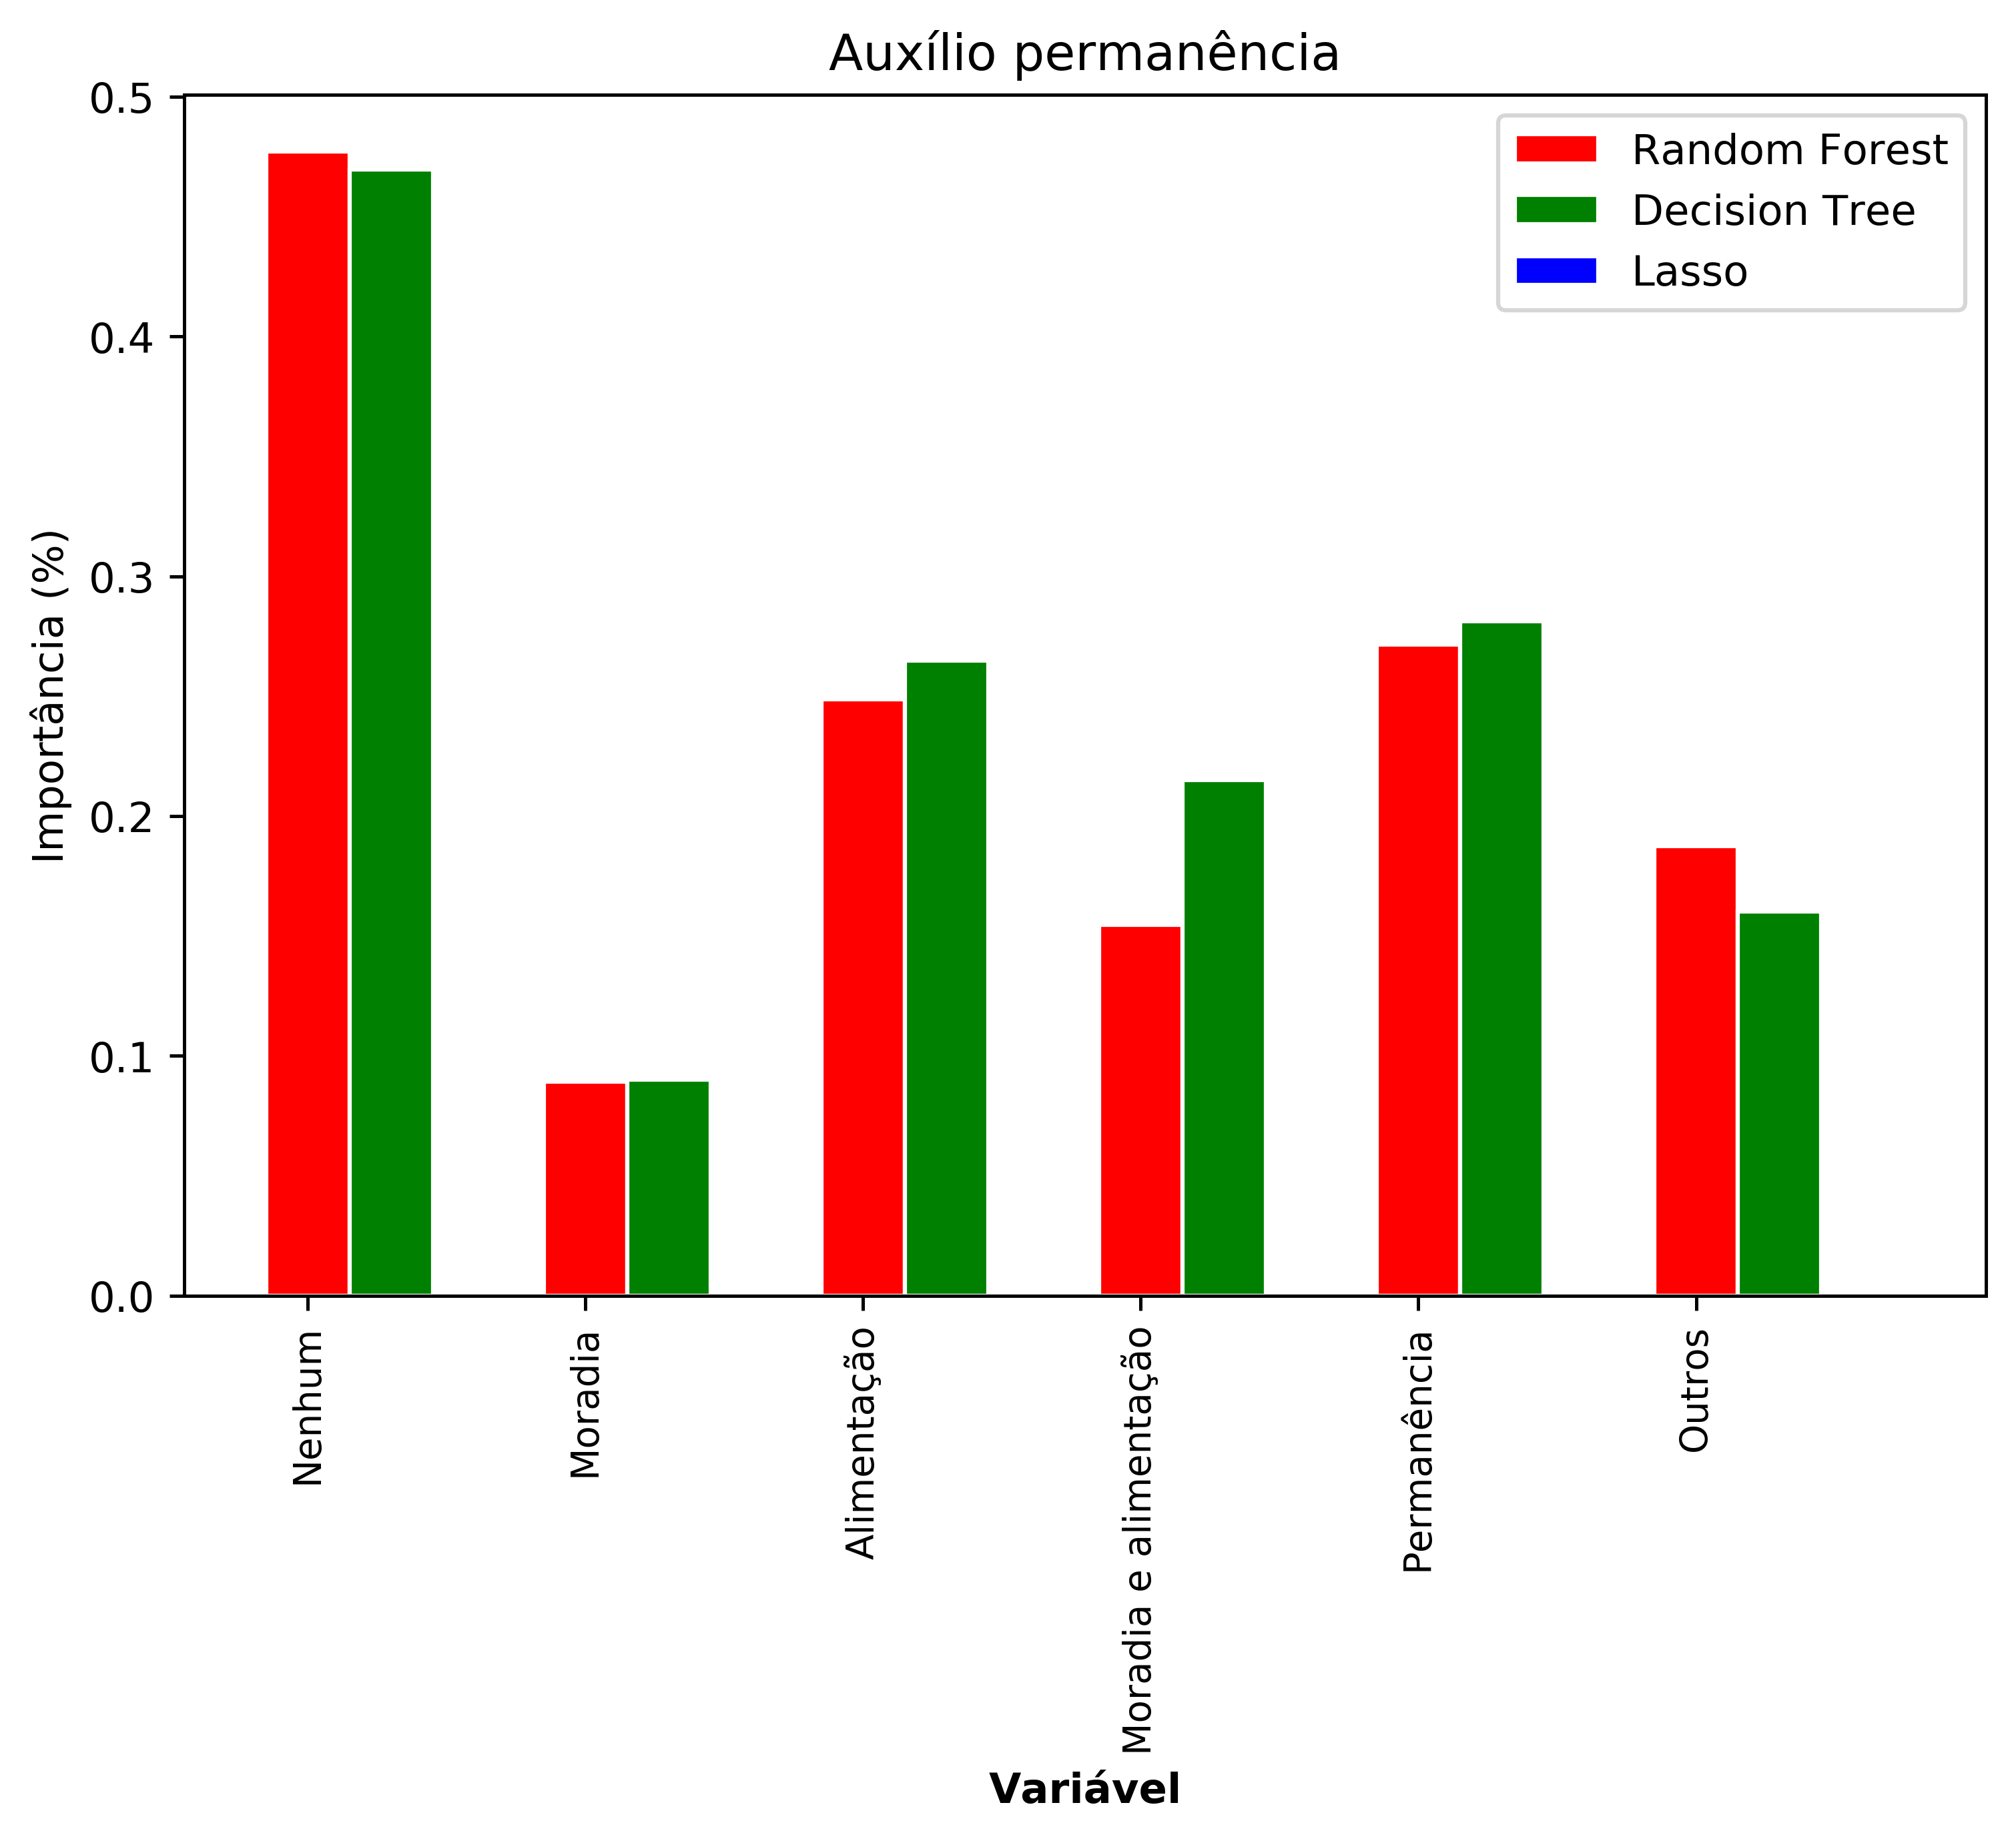 Auxílio permanência
Importância (%)
0.5
0.4
0.3
0.2
0.1
0.0
Random Forest
Decision Tree
Lasso
Nenhum
Moradia
Alimentação
Moradia e alimentação
Permanência
Outros
Variável